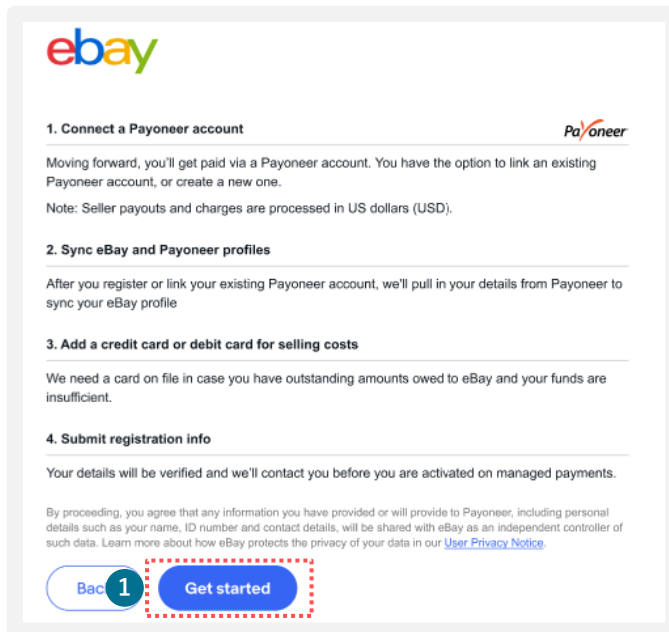 ebay
1. Connect a Payoneer account
Payoneer
Moving forward, you'll get paid via a Payoneer account. You have the option to link an existing
Payoneer account, or create a new one.
Note: Seller payouts and charges are processed in US dollars (USD).
2. Sync eBay and Payoneer profiles
After you register or link your existing Payoneer account, we'll pull in your details from Payoneer to
sync your eBay profile
3. Add a credit card or debit card for selling costs
We need a card on file in case you have outstanding amounts owed to eBay and your funds are
insufficient.
4. Submit registration info
Your details will be verified and we'll contact you before you are activated on managed payments.
By proceeding, you agree that any information you have provided or will provide to Payoneer, including personal
details such as your name, ID number and contact details, will be shared with eBay as an independent controller of
such data. Learn more about how eBay protects the privacy of your data in our User Privacy Notice.
Bac 1 Get started